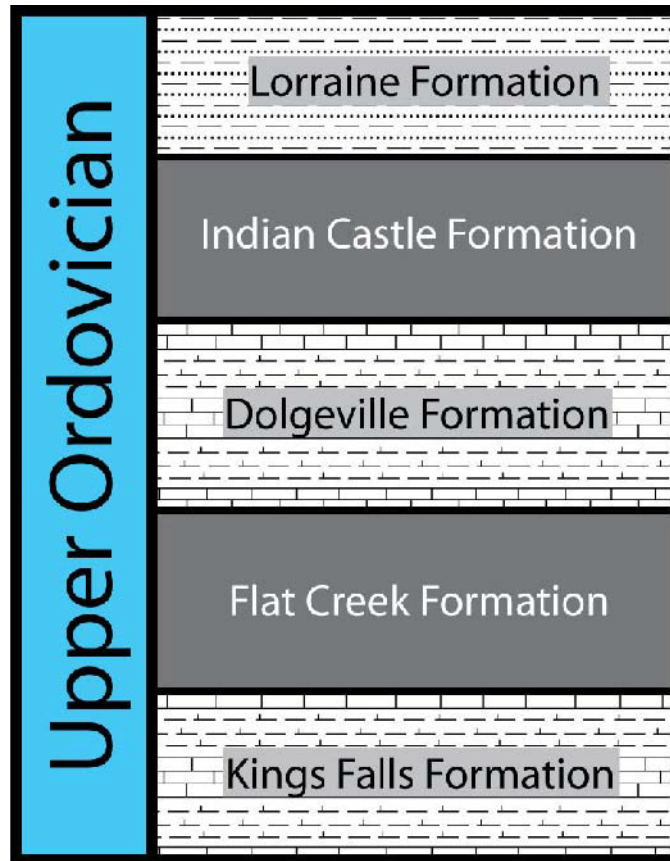 Upper Ordovician
Lorraine Formation
Indian Castle Formation
Dolgeville Formation
Flat Creek Formation
Kings Falls Formation